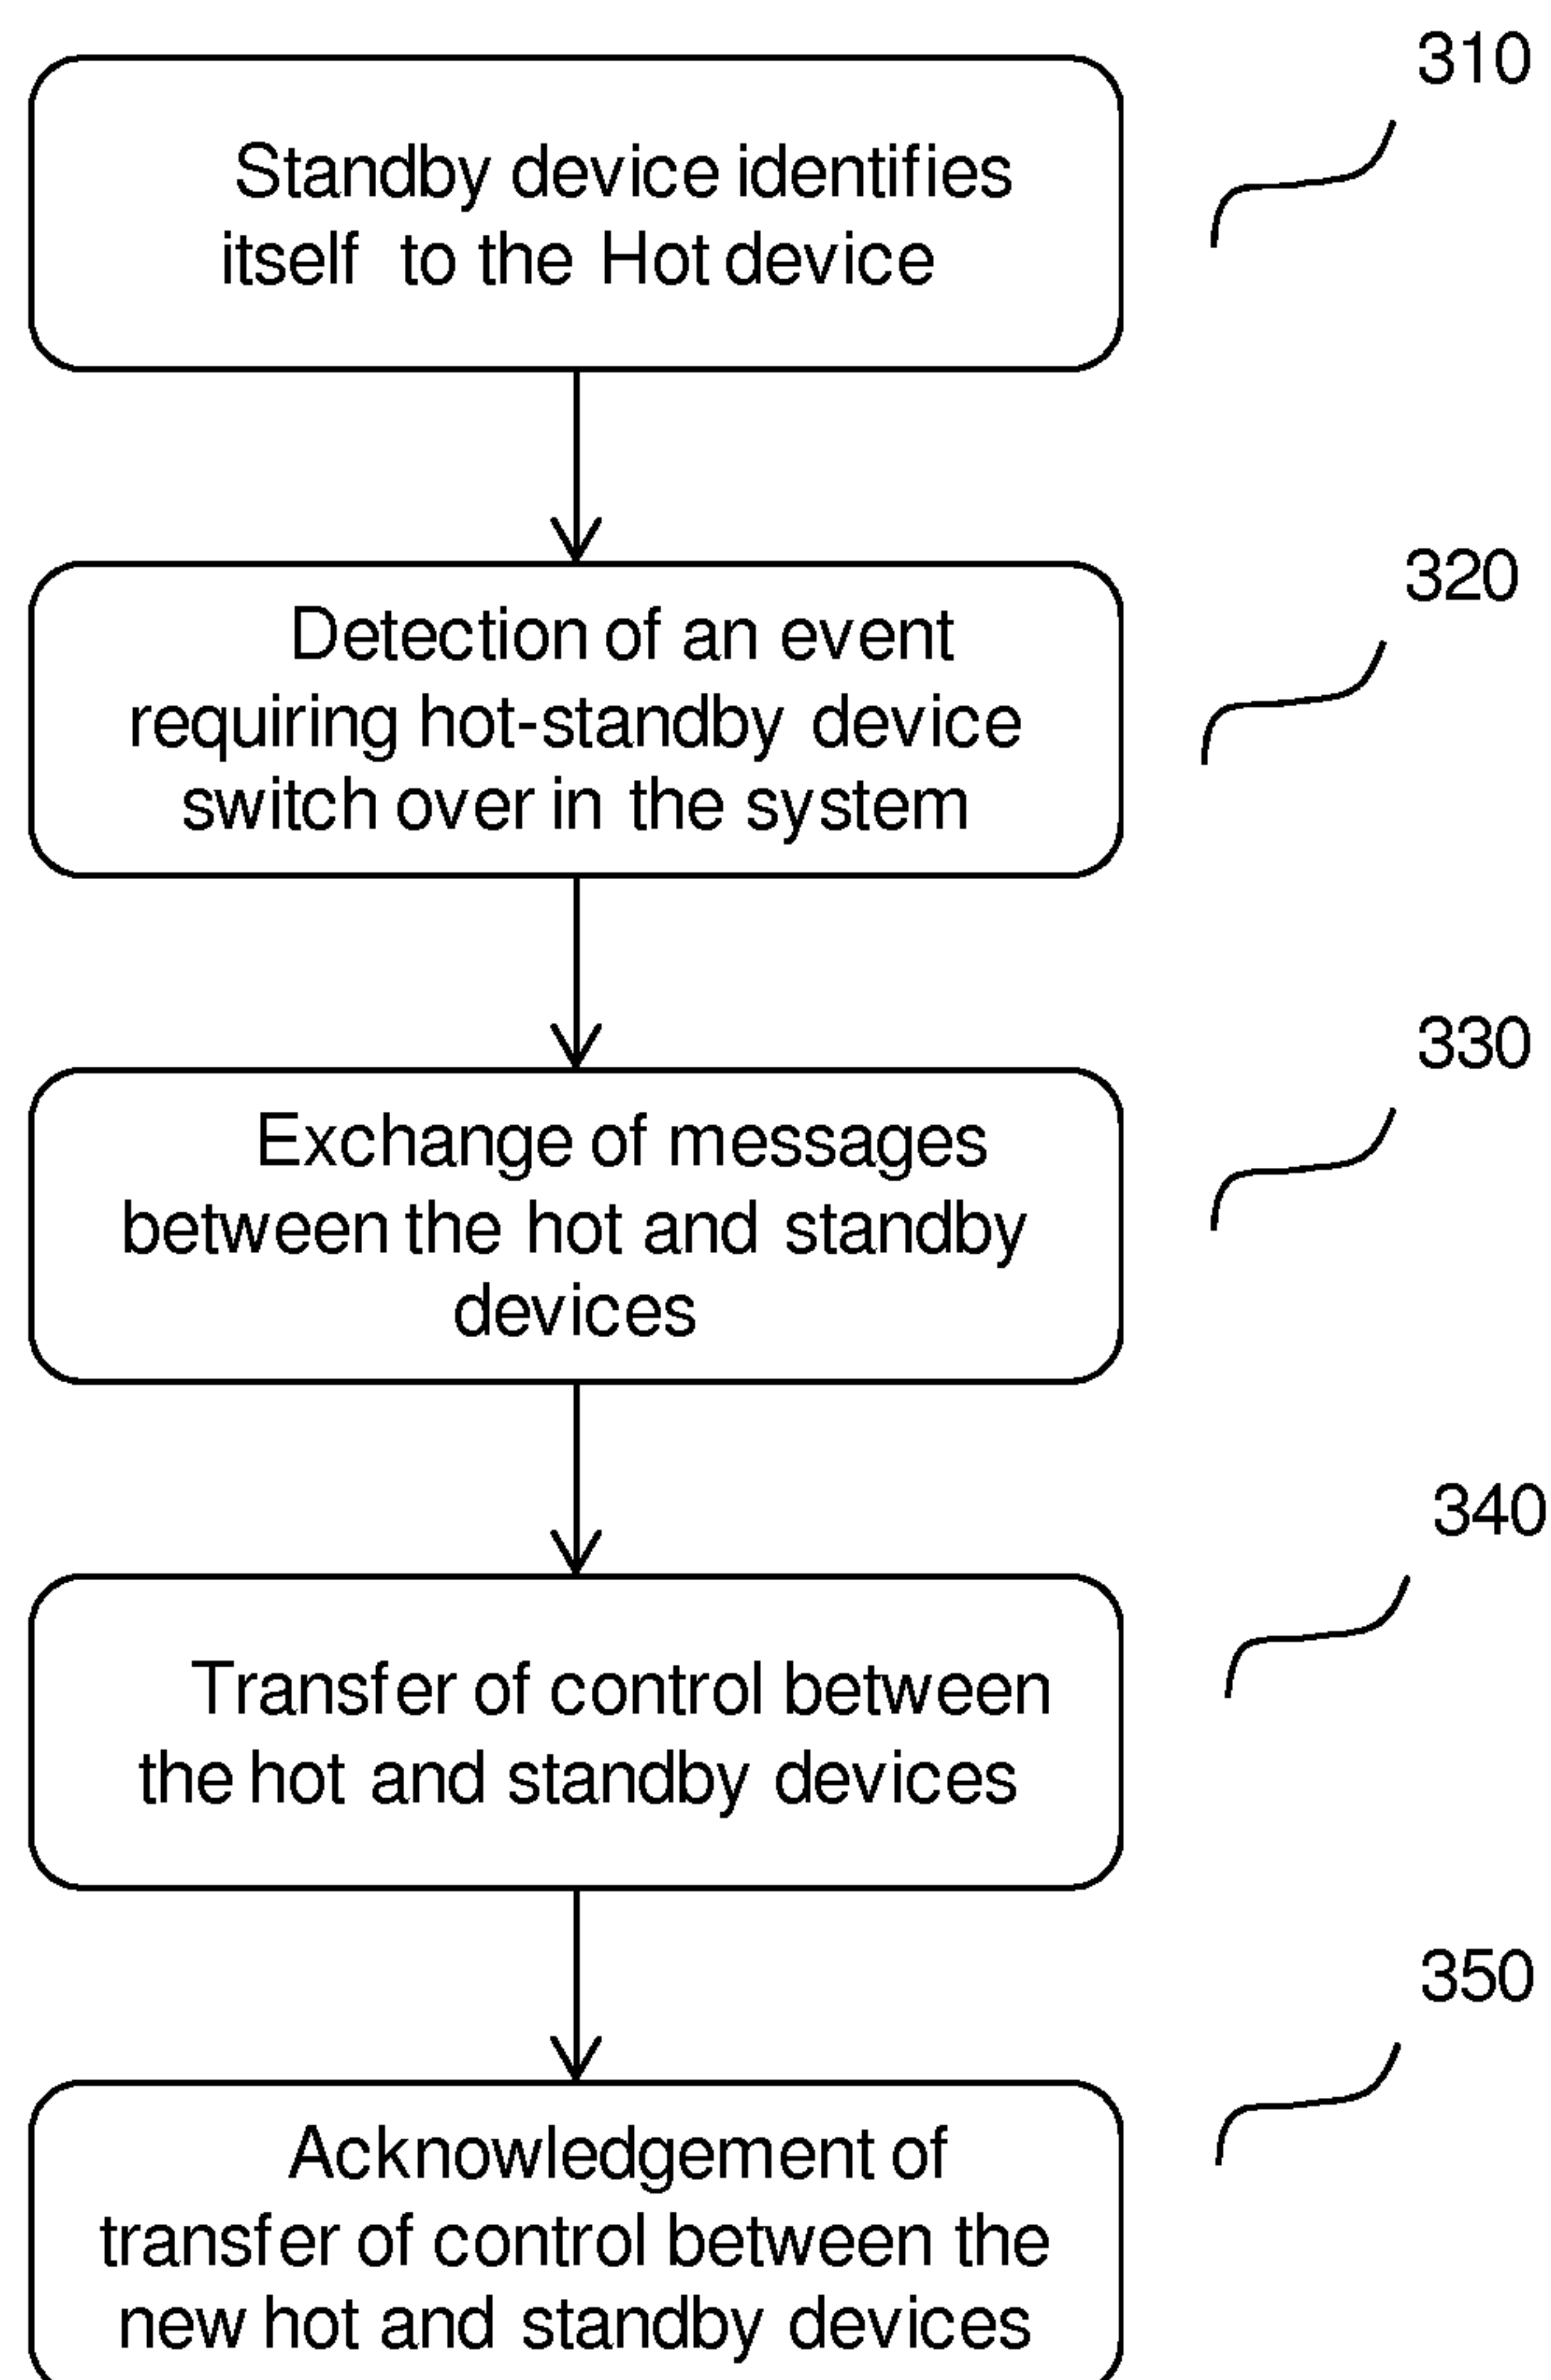 310
Standby device identifies
itself to the Hot device
320
Detection of an event
requiring hot-standby device
switch over in the system
330
Exchange of messages
between the hot and standby
devices
340
Transfer of control between
the hot and standby devices
350
Acknowledgement of
transfer of control between the
new hot and standby devices